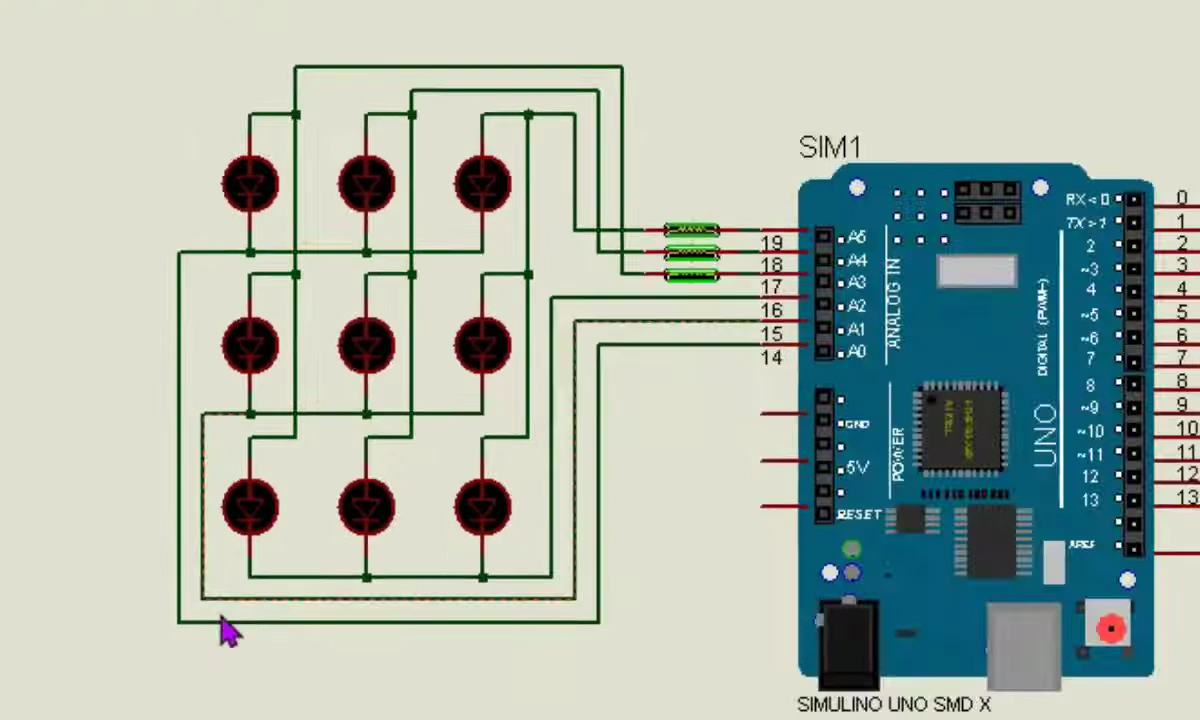 SIM1
19
18
17
16
15
14
A5
A4
A3
A2
A1
A0
ANALOG IN
GND
5V
RESET
POWER
RX < 0
TX > 1
2
~3
4
~5
~6
7
8
~9
~10
~11
12
13
AREF
DIGITAL (PWM~)
UNO
0
1
2
3
4
5
6
7
8
9
10
11
12
13
SIMULINO UNO SMD X